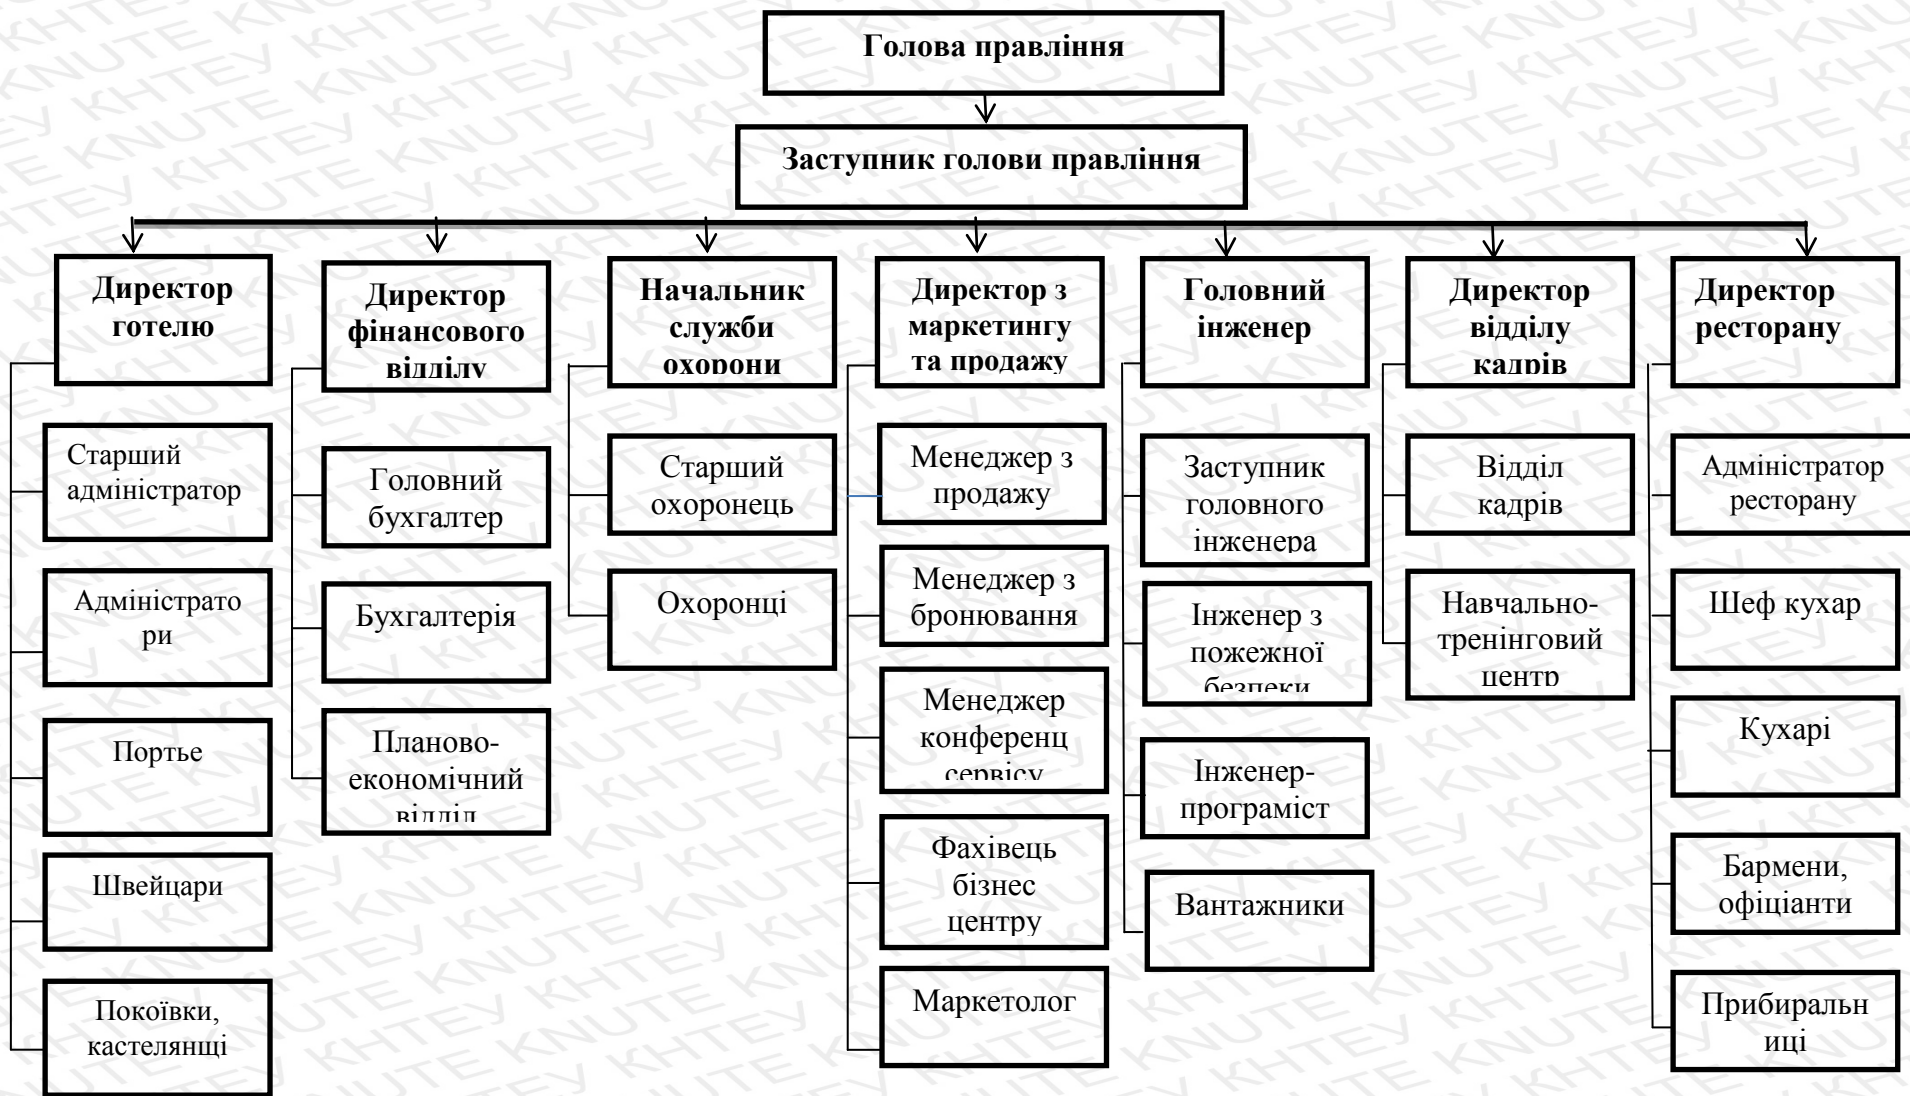 Голова правління
Заступник голови правління
Директор
готелю
Директор
фінансового
відділу
Начальник
служби
охорони
Директор з
маркетингу
та продажу
Головний
інженер
Директор
відділу
кадрів
Директор
ресторану
Старший
адміністратор
Адміністрато
ри
Портье
Швейцари
Покоївки,
кастелянщі
Головний
бухгалтер
Бухгалтерія
Планово-
економічний
відділ
Старший
охоронець
Охоронці
Менеджер з
продажу
Менеджер з
бронювання
Менеджер
конференц
сервісу
Фахівець
бізнес
центру
Маркетолог
Заступник
головного
інженера
Інженер з
пожежної
безпеки
Інженер-
програміст
Вантажники
Відділ
кадрів
Навчально-
тренінговий
центр
Адміністратор
ресторану
Шеф кухар
Кухарі
Бармени,
офіціанти
Прибиральн
иці